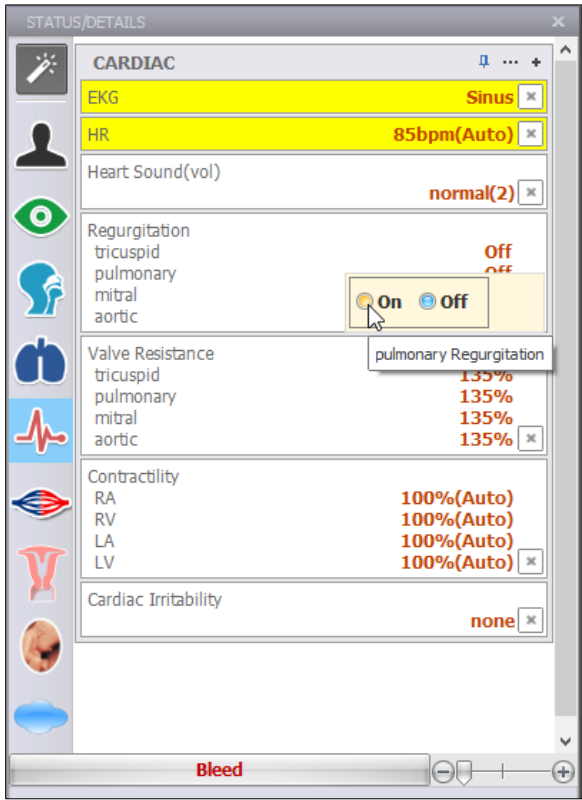 STATUS/DETAILS
CARDIAC
EKG Sinus
HR 85bpm(Auto)
Heart Sound(vol)
normal(2)
Regurgitation
tricuspid Off
pulmonary Off
mitral
On Off
aortic
pulmonary Regurgitation
Valve Resistance
tricuspid 135%
pulmonary 135%
mitral 135%
aortic 135%
Contractility
RA 100%(Auto)
RV 100%(Auto)
LA 100%(Auto)
LV 100%(Auto)
Cardiac Irritability
none
Bleed